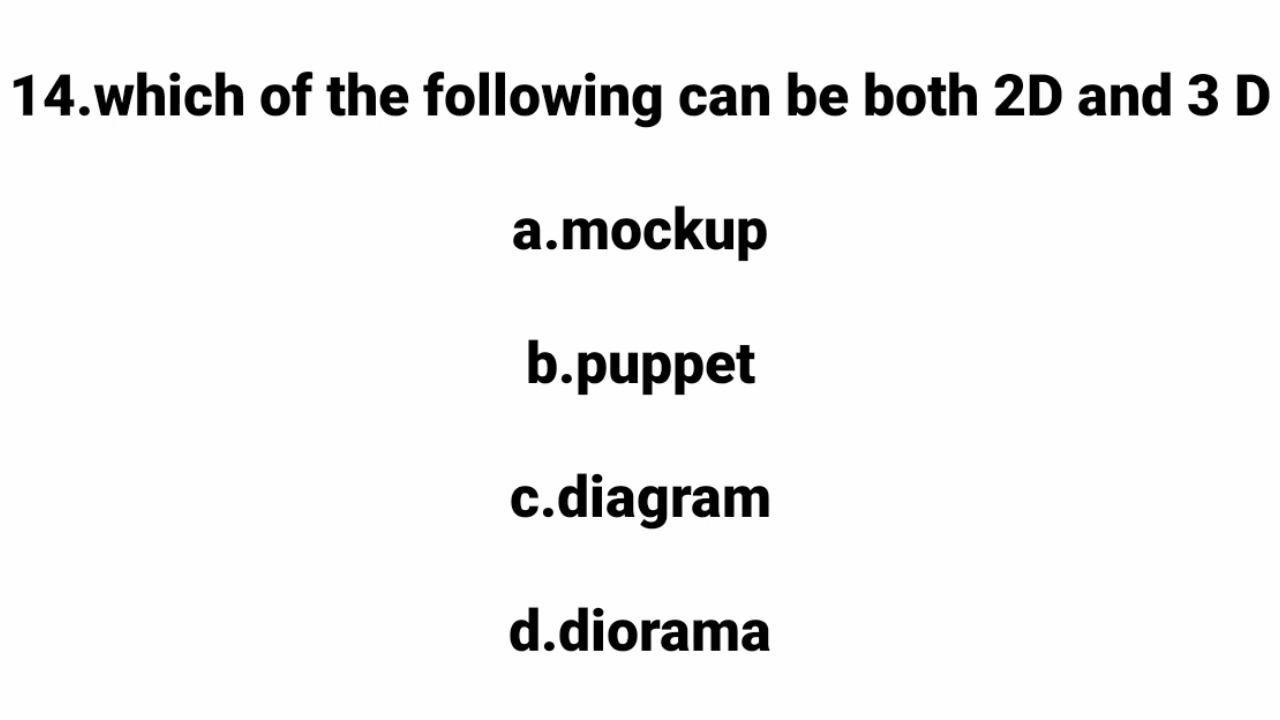 14.which of the following can be both 2D and 3 D
a.mockup
b.puppet
c.diagram
d.diorama